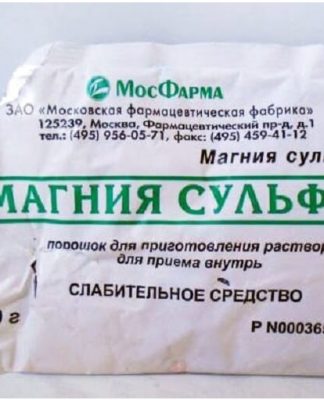 МосФарма
ЗАО «Московская фармацевтическая фабрика»
125239, Москва, Фармацевтический пр-д, д.1
тел.: (495) 956-05-71, факс: (495) 459-41-12
Магния сул
МАГНИЯ СУЛЬФ
порошок для приготовления раствор
для приема внутрь
СЛАБИТЕЛЬНОЕ СРЕДСТВО
г
Р N00036